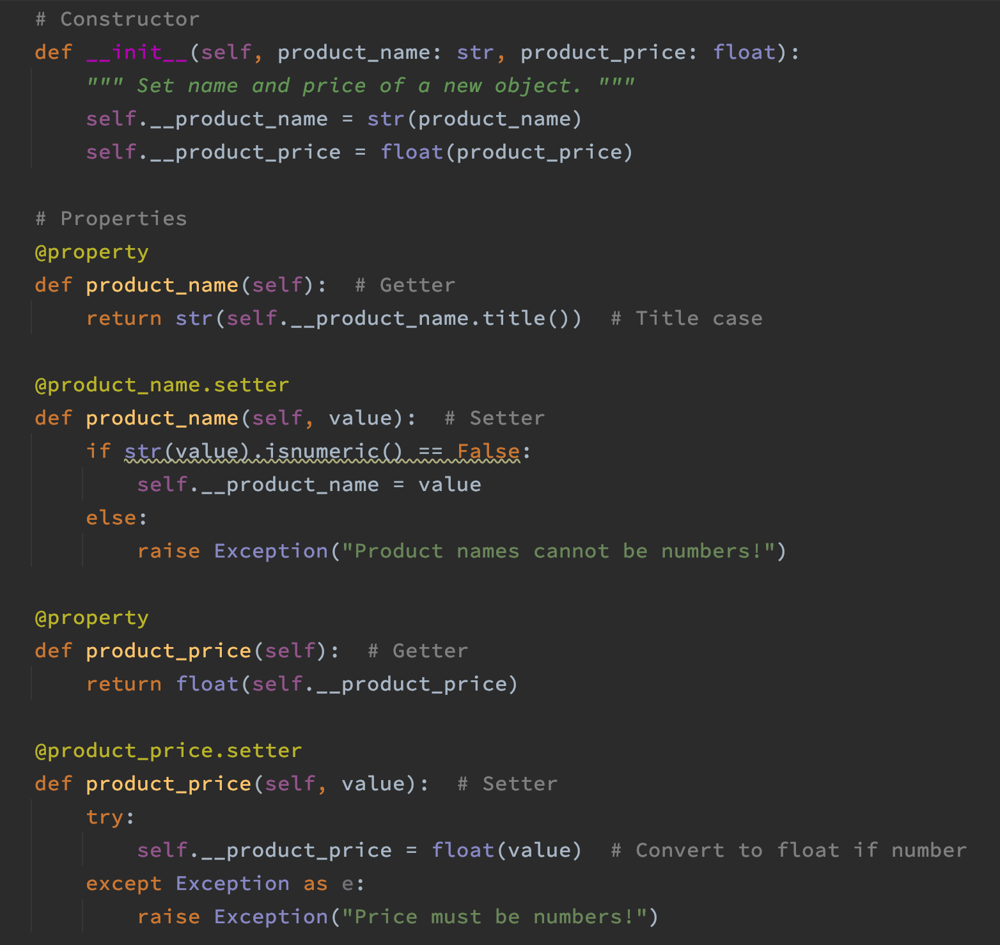 # Constructor
def __init__(self, product_name: str, product_price: float):
    """ Set name and price of a new object. """
    self.__product_name = str(product_name)
    self.__product_price = float(product_price)

# Properties
@property
def product_name(self):  # Getter
    return str(self.__product_name.title())  # Title case

@product_name.setter
def product_name(self, value):  # Setter
    if str(value).isnumeric() == False:
        self.__product_name = value
    else:
        raise Exception("Product names cannot be numbers!")

@property
def product_price(self):  # Getter
    return float(self.__product_price)

@product_price.setter
def product_price(self, value):  # Setter
    try:
        self.__product_price = float(value)  # Convert to float if number
    except Exception as e:
        raise Exception("Price must be numbers!")